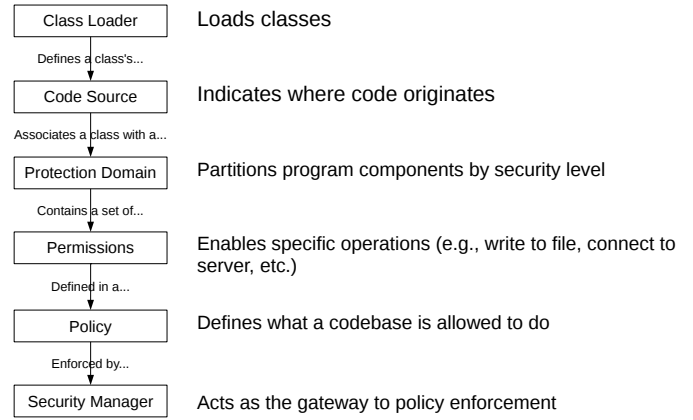 Class Loader
Loads classes
Defines a class's...
Code Source
Indicates where code originates
Associates a class with a...
Protection Domain
Partitions program components by security level
Contains a set of...
Permissions
Enables specific operations (e.g., write to file, connect to
server, etc.)
Defined in a...
Policy
Defines what a codebase is allowed to do
Enforced by...
Security Manager
Acts as the gateway to policy enforcement